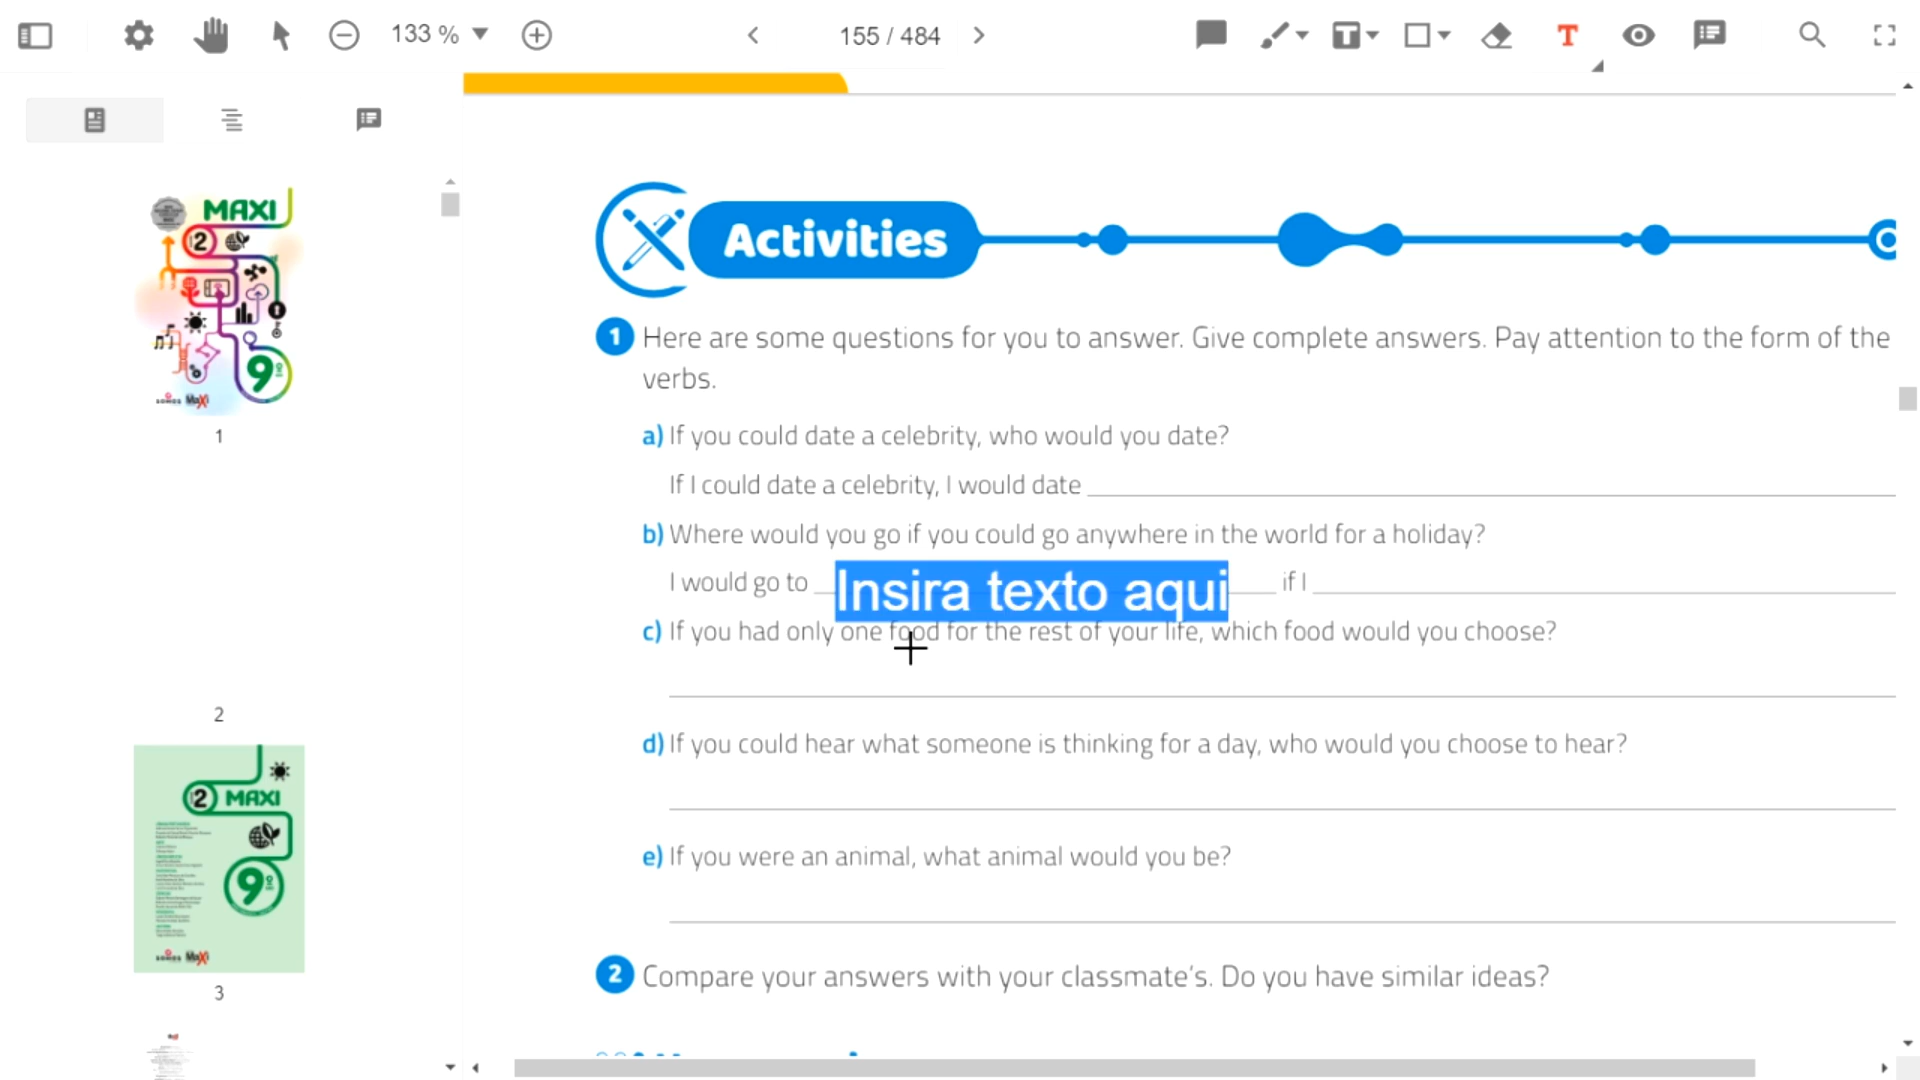 133 %
155 / 484
MAXI
2
9
SOMOS MAXI
1
2
2 MAXI
9
SOMOS MAXI
3
Activities
1 Here are some questions for you to answer. Give complete answers. Pay attention to the form of the
verbs.
a) If you could date a celebrity, who would you date?
If I could date a celebrity, I would date
b) Where would you go if you could go anywhere in the world for a holiday?
I would go to Insira texto aqui if I
c) If you had only one food for the rest of your life, which food would you choose?
d) If you could hear what someone is thinking for a day, who would you choose to hear?
e) If you were an animal, what animal would you be?
2 Compare your answers with your classmate's. Do you have similar ideas?